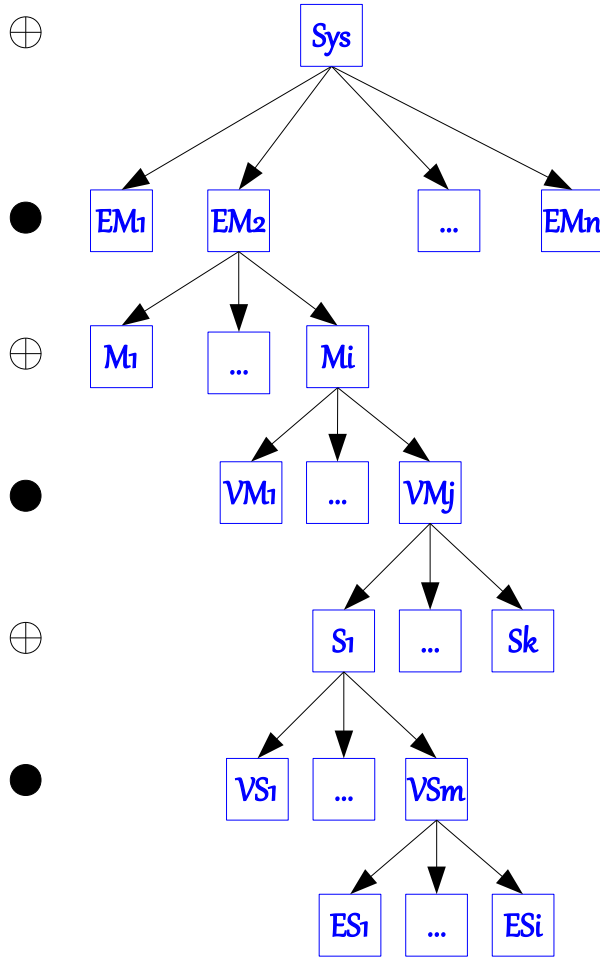 Sys
EM1 EM2 ... EMn
M1 ... Mi
VM1 ... VMj
S1 ... Sk
VS1 ... VSm
ES1 ... ESi